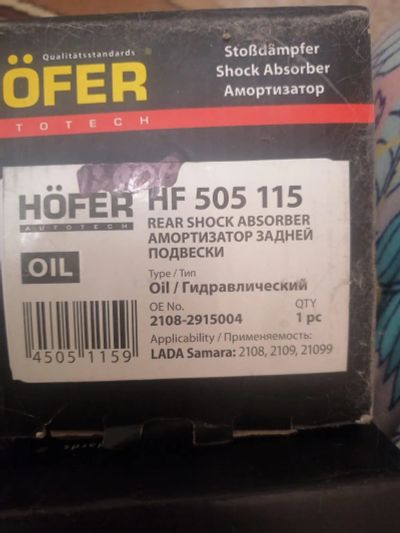 Qualitätsstandards
ÖFER
TOTECH
Stoßdämpfer
Shock Absorber
Амортизатор
HÖFER
AUTOTECH
HF 505 115
REAR SHOCK ABSORBER
АМОРТИЗАТОР ЗАДНЕЙ
ПОДВЕСКИ
OIL
Type / Тип
Oil / Гидравлический
OE No.
QTY
2108-2915004
1 pc
4505 1159
Applicability / Применяемость:
LADA Samara: 2108, 2109, 21099